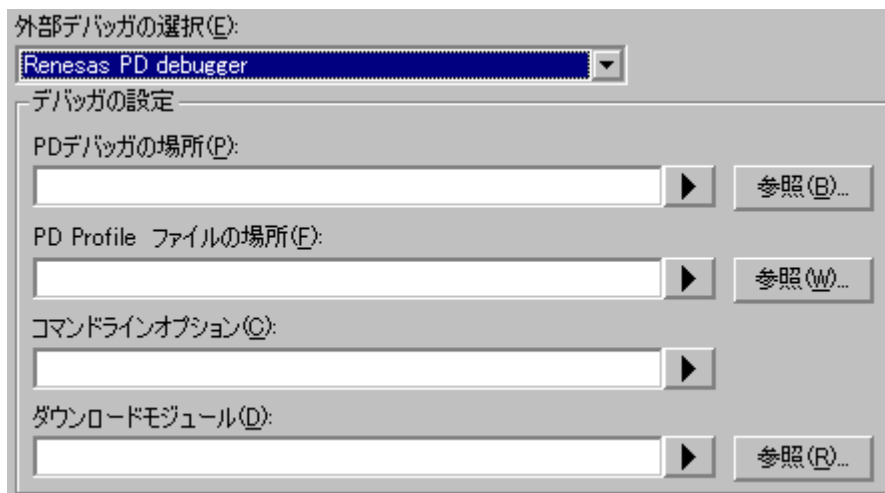 外部デバッガの選択(E):
Renesas PD debugger
デバッガの設定
PDデバッガの場所(P):
参照(B)...
PD Profile ファイルの場所(F):
参照(W)...
コマンドラインオプション(C):
ダウンロードモジュール(D):
参照(R)...